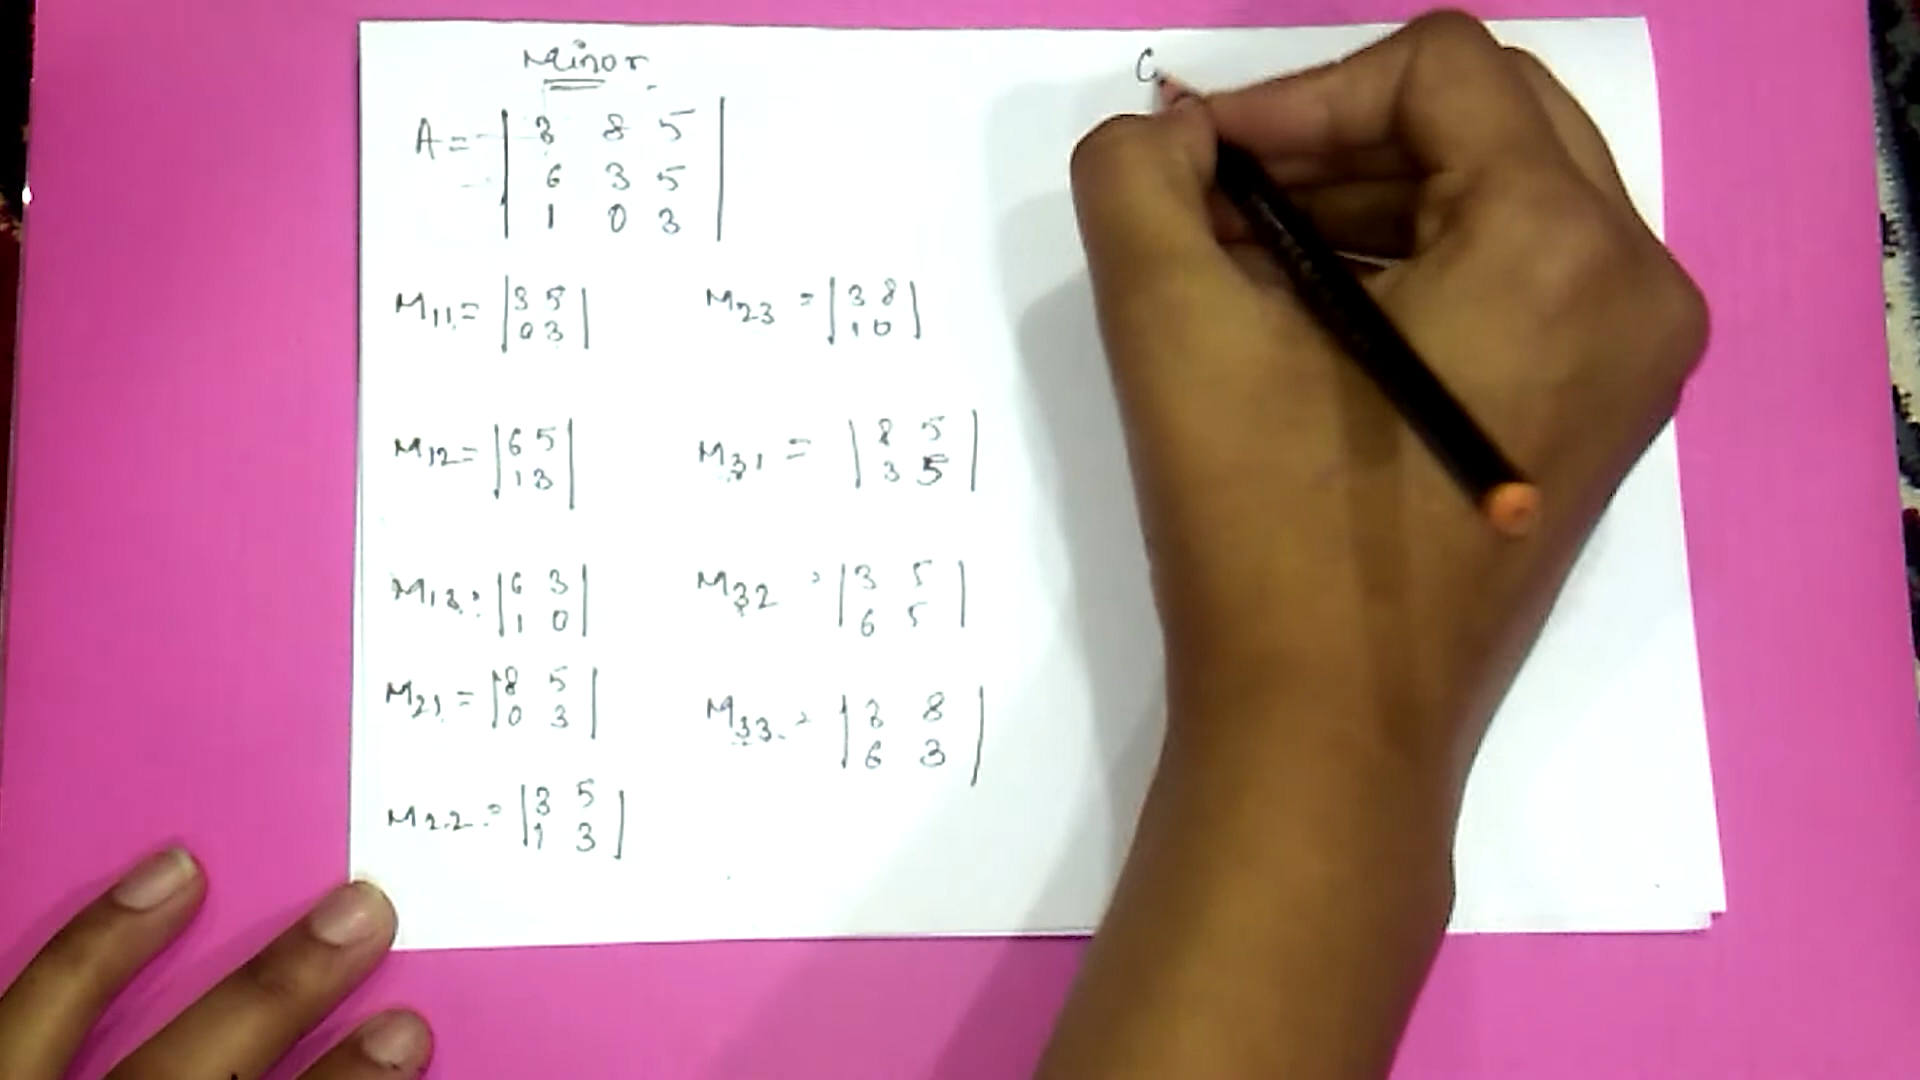 Minor
A = | 3 8 5 |
| 6 3 5 |
| 1 0 3 |
M11 = | 3 5 |
| 0 3 |
M12 = | 6 5 |
| 1 3 |
M13 = | 6 3 |
| 1 0 |
M21 = | 8 5 |
| 0 3 |
M22 = | 3 5 |
| 1 3 |
M23 = | 3 8 |
| 1 0 |
M31 = | 8 5 |
| 3 5 |
M32 = | 3 5 |
| 6 5 |
M33 = | 3 8 |
| 6 3 |
C